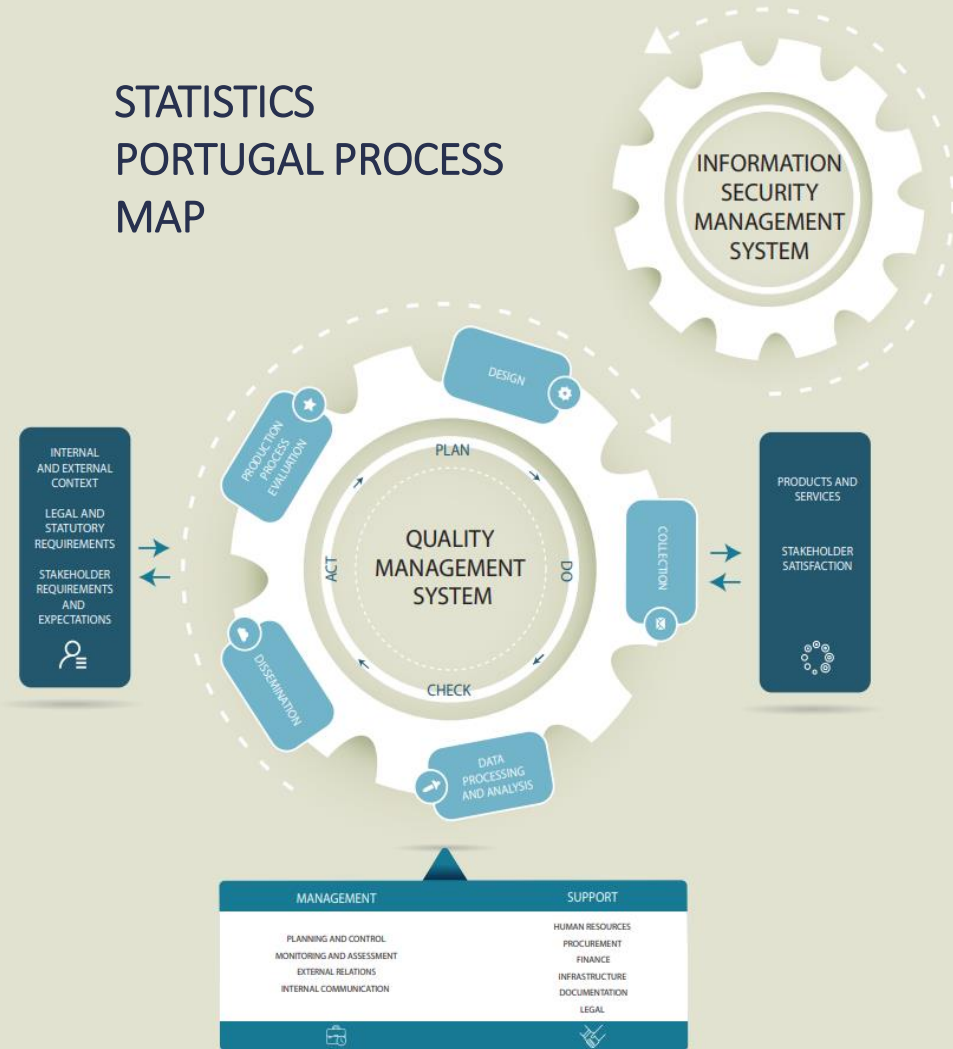 STATISTICS
PORTUGAL PROCESS
MAP
INFORMATION
SECURITY
MANAGEMENT
SYSTEM
DESIGN
PRODUCTION
PROCESS
EVALUATION
PLAN
INTERNAL
AND EXTERNAL
CONTEXT
LEGAL AND
STATUTORY
REQUIREMENTS
STAKEHOLDER
REQUIREMENTS
AND
EXPECTATIONS
ACT
QUALITY
MANAGEMENT
SYSTEM
DO
COLLECTION
PRODUCTS AND
SERVICES
STAKEHOLDER
SATISFACTION
DISSEMINATION
CHECK
DATA
PROCESSING
AND ANALYSIS
MANAGEMENT
PLANNING AND CONTROL
MONITORING AND ASSESSMENT
EXTERNAL RELATIONS
INTERNAL COMMUNICATION
SUPPORT
HUMAN RESOURCES
PROCUREMENT
FINANCE
INFRASTRUCTURE
DOCUMENTATION
LEGAL